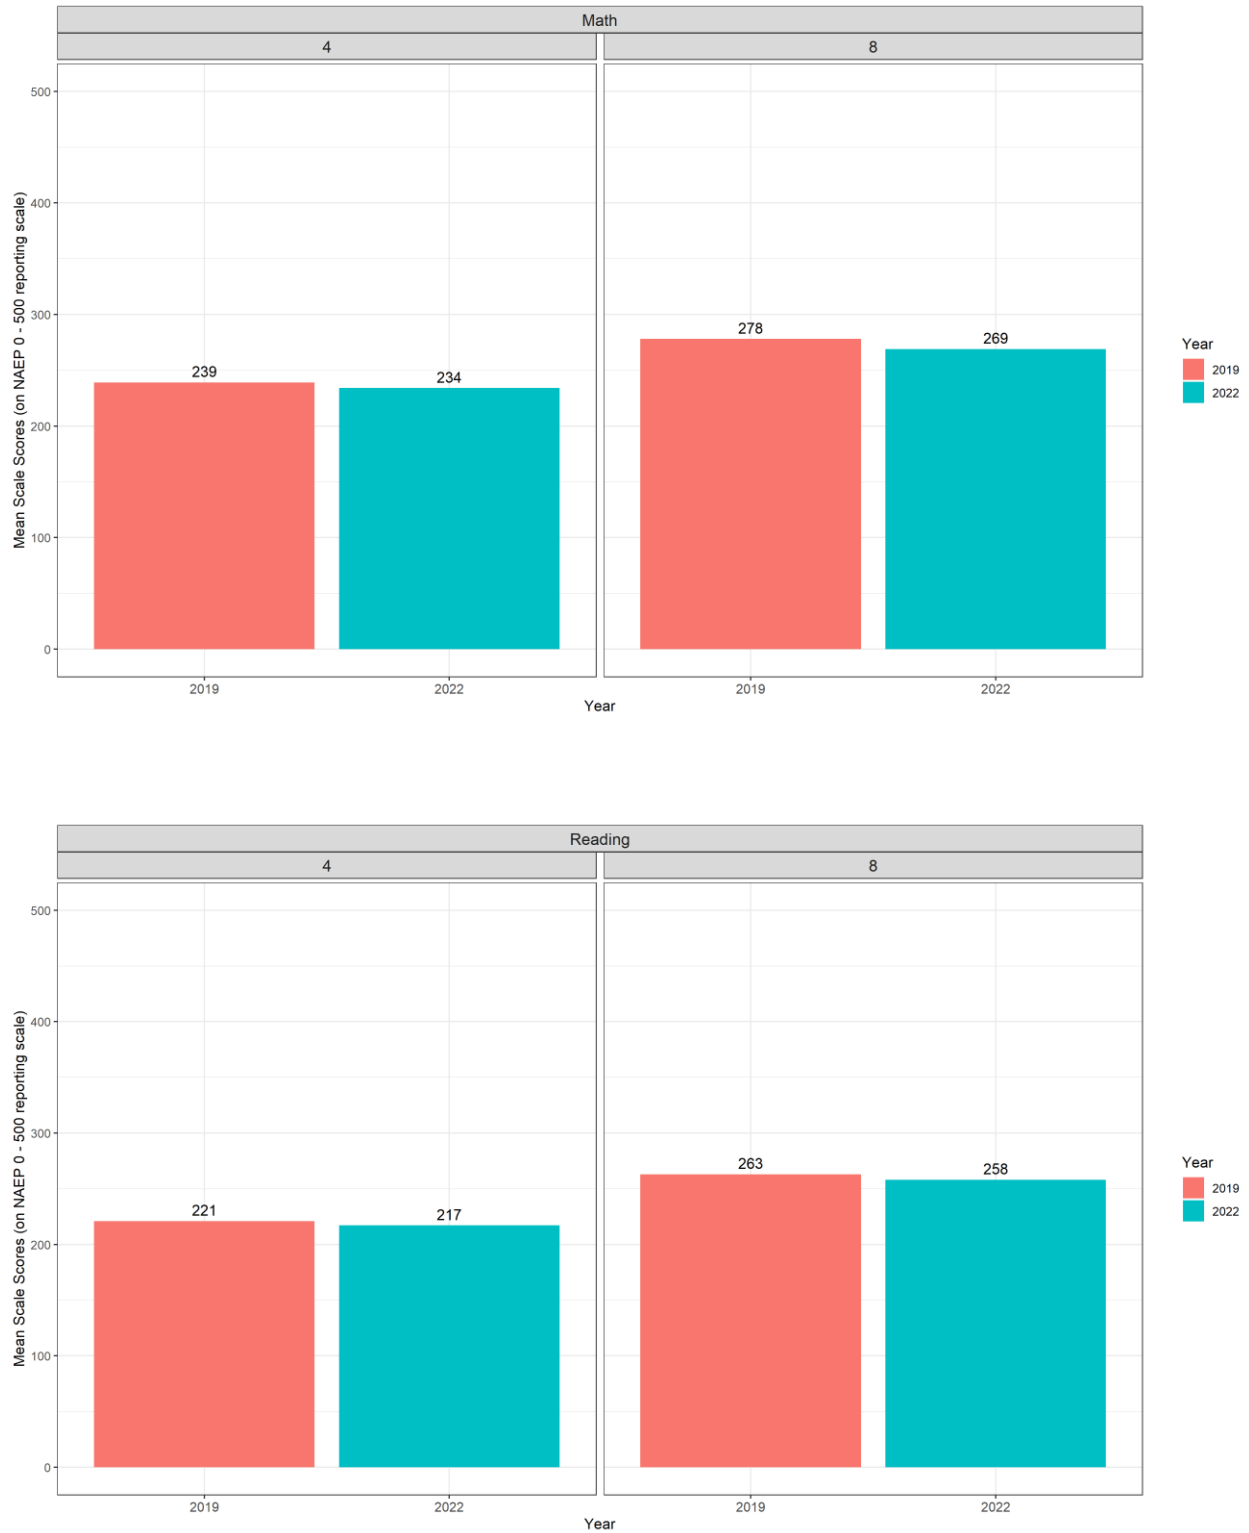 Math
4 8
500
400
300
200
100
0
Mean Scale Scores (on NAEP 0 - 500 reporting scale)
239
234
278
269
2019 2022 2019 2022
Year
Year
2019
2022
Reading
4 8
500
400
300
200
100
0
Mean Scale Scores (on NAEP 0 - 500 reporting scale)
221
217
263
258
2019 2022 2019 2022
Year
Year
2019
2022